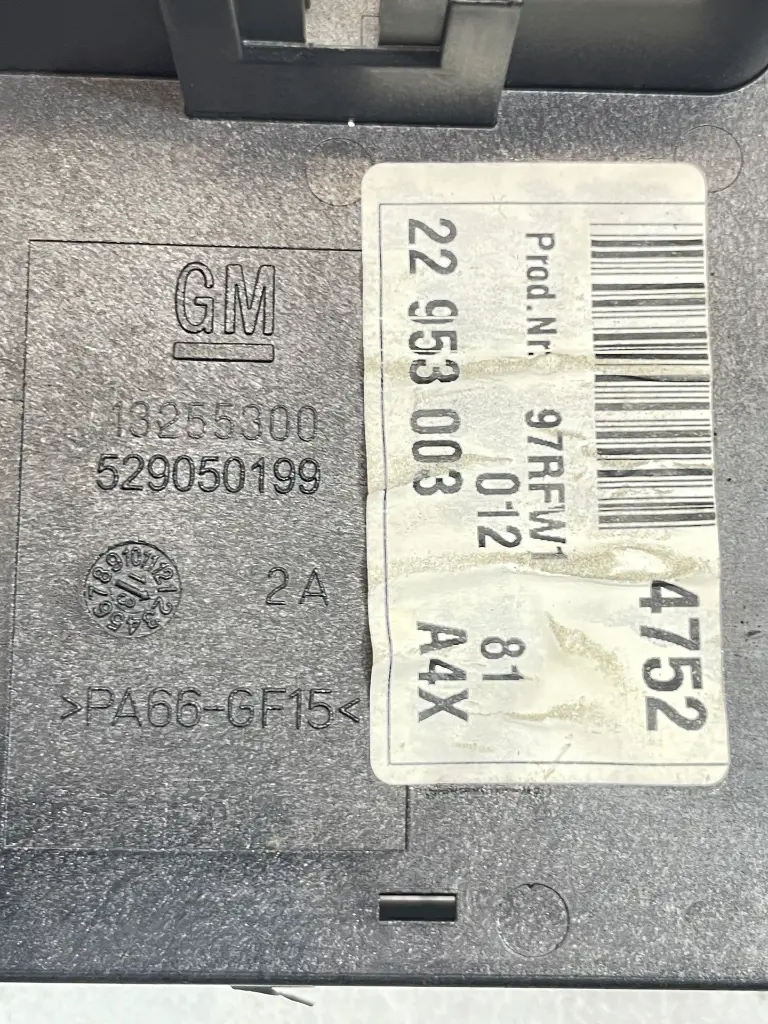 GM
13255300
529050199
2A
>PA66-GF15<
4752
Prod.Nr. 97RFW1
012 81
22 953 003 A4X